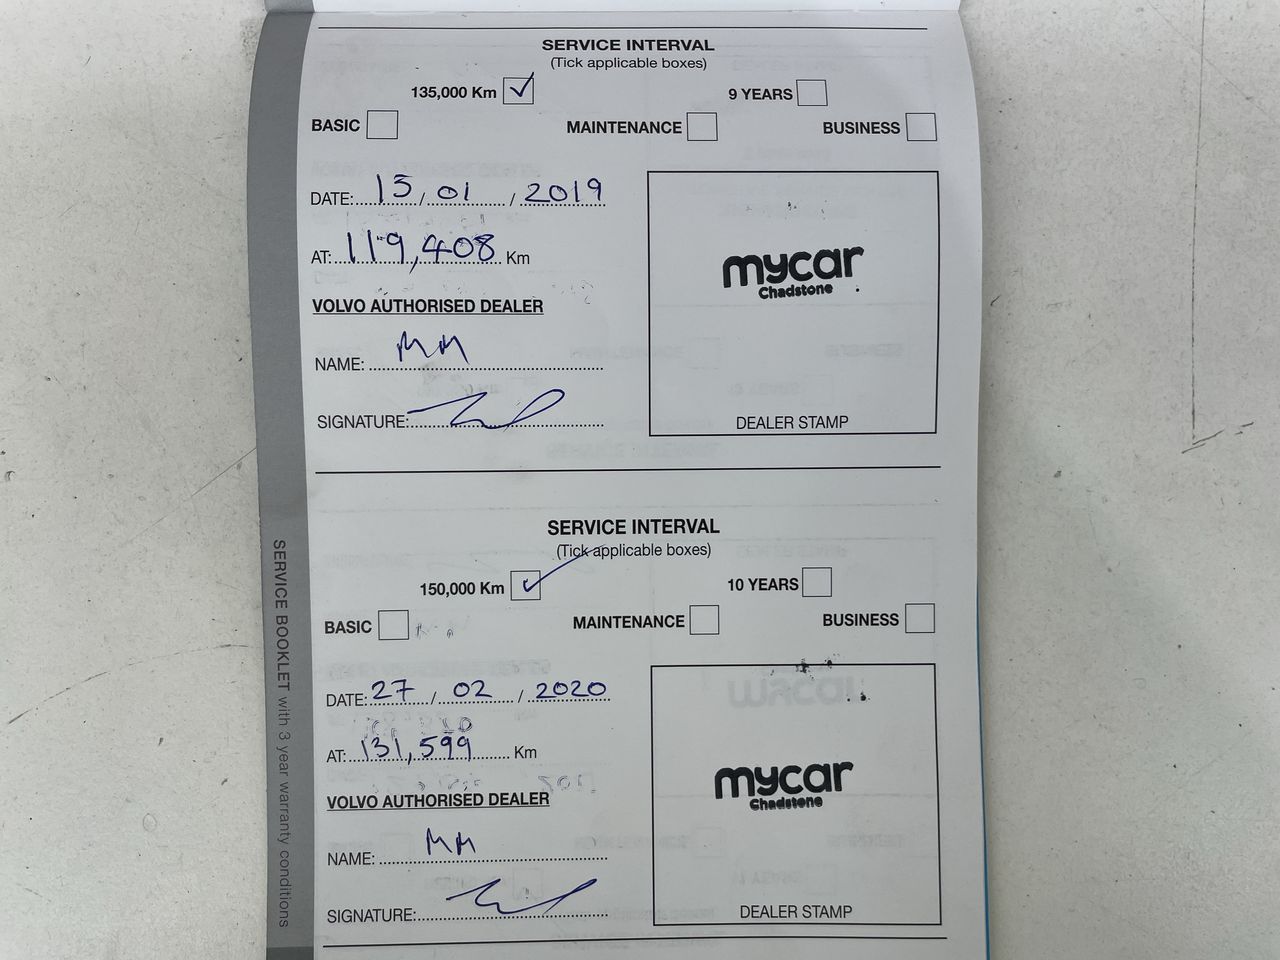 SERVICE INTERVAL
(Tick applicable boxes)
135,000 Km 9 YEARS
BASIC MAINTENANCE BUSINESS
DATE: 15 / 01 / 2019
AT: 119,408 Km
VOLVO AUTHORISED DEALER
NAME: MM
SIGNATURE:
mycar
Chadstone
DEALER STAMP
SERVICE INTERVAL
(Tick applicable boxes)
150,000 Km 10 YEARS
BASIC MAINTENANCE BUSINESS
DATE: 27 / 02 / 2020
AT: 131,599 Km
VOLVO AUTHORISED DEALER
NAME: MM
SIGNATURE:
mycar
Chadstone
DEALER STAMP
SERVICE BOOKLET with 3 year warranty conditions